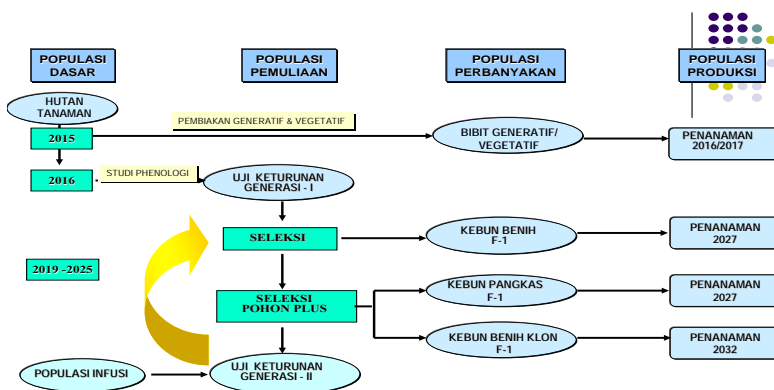 POPULASI
DASAR
POPULASI
PEMULIAAN
POPULASI
PERBANYAKAN
POPULASI
PRODUKSI
HUTAN
TANAMAN
PEMBIAKAN GENERATIF & VEGETATIF
2015
BIBIT GENERATIF/
VEGETATIF
PENANAMAN
2016/2017
STUDI PHENOLOGI
2016
UJI KETURUNAN
GENERASI - I
SELEKSI
KEBUN BENIH
F-1
PENANAMAN
2027
2019 -2025
SELEKSI
POHON PLUS
KEBUN PANGKAS
F-1
PENANAMAN
2027
KEBUN BENIH KLON
F-1
PENANAMAN
2032
POPULASI INFUSI
UJI KETURUNAN
GENERASI - II